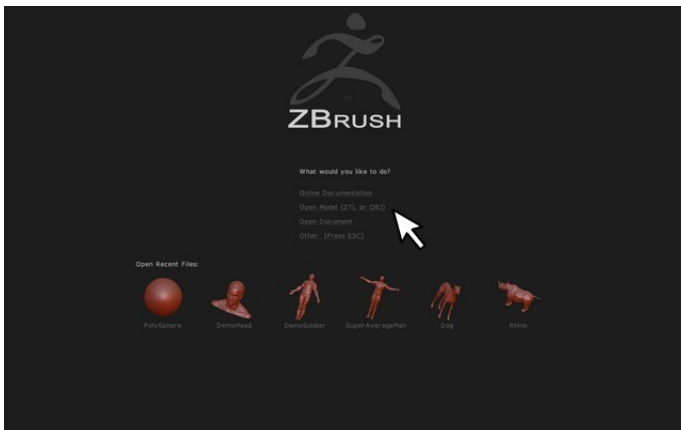 ZBRUSH
What would you like to do?
Online Documentation
Open Model (ZTL or OBJ)
Open Document
Other (Press ESC)
Open Recent Files:
PolySphere DemoHead DemoSoldier SuperAverageMan Dog Rhino